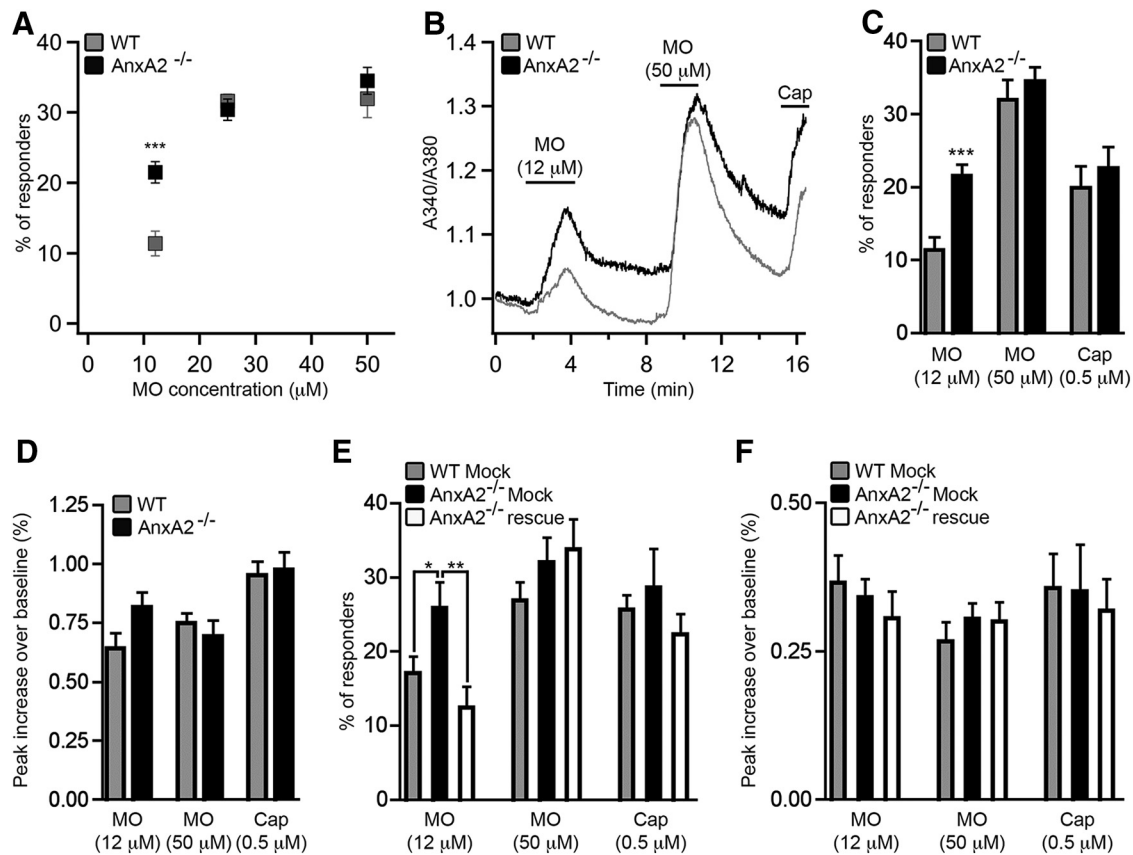 A
WT
AnxA2 -/-
40
30
20
10
0
% of responders
***
0 10 20 30 40 50
MO concentration (μM)
B
WT
AnxA2-/-
1.4
1.3
1.2
1.1
1.0
A340/A380
MO
(12 μM)
MO
(50 μM)
Cap
0 4 8 12 16
Time (min)
C
WT
AnxA2-/-
40
30
20
10
0
% of responders
***
MO MO Cap
(12 μM) (50 μM) (0.5 μM)
D
WT
AnxA2 -/-
1.25
1.00
0.75
0.50
0.25
0.00
Peak increase over baseline (%)
MO MO Cap
(12 μM) (50 μM) (0.5 μM)
E
WT Mock
AnxA2-/- Mock
AnxA2-/- rescue
40
30
20
10
0
% of responders
* **
MO MO Cap
(12 μM) (50 μM) (0.5 μM)
F
WT Mock
AnxA2-/- Mock
AnxA2-/- rescue
0.50
0.25
0.00
Peak increase over baseline (%)
MO MO Cap
(12 μM) (50 μM) (0.5 μM)